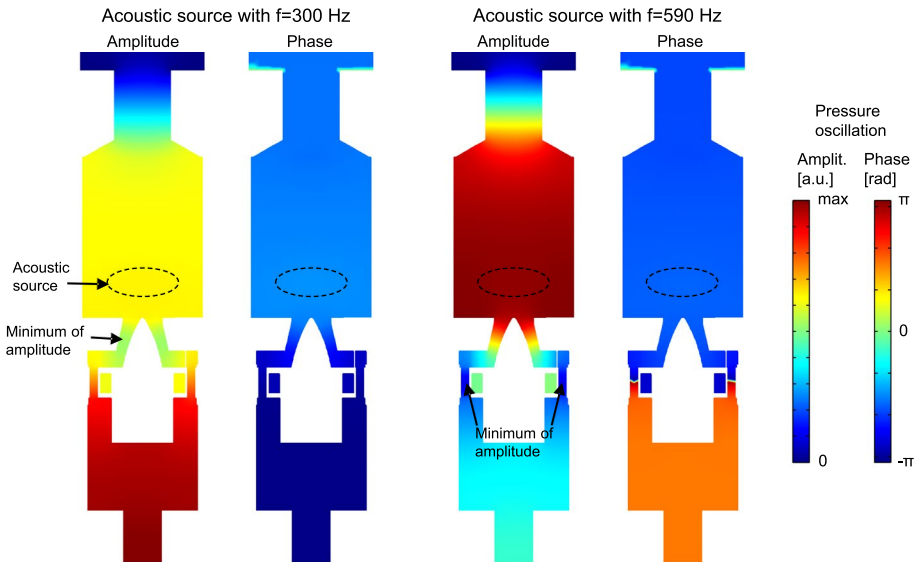 Acoustic source with f=300 Hz
Amplitude
Phase
Acoustic source with f=590 Hz
Amplitude
Phase
Acoustic
source
Minimum of
amplitude
Minimum of
amplitude
Pressure
oscillation
Amplit.
[a.u.]
Phase
[rad]
max
0
π
0
-π